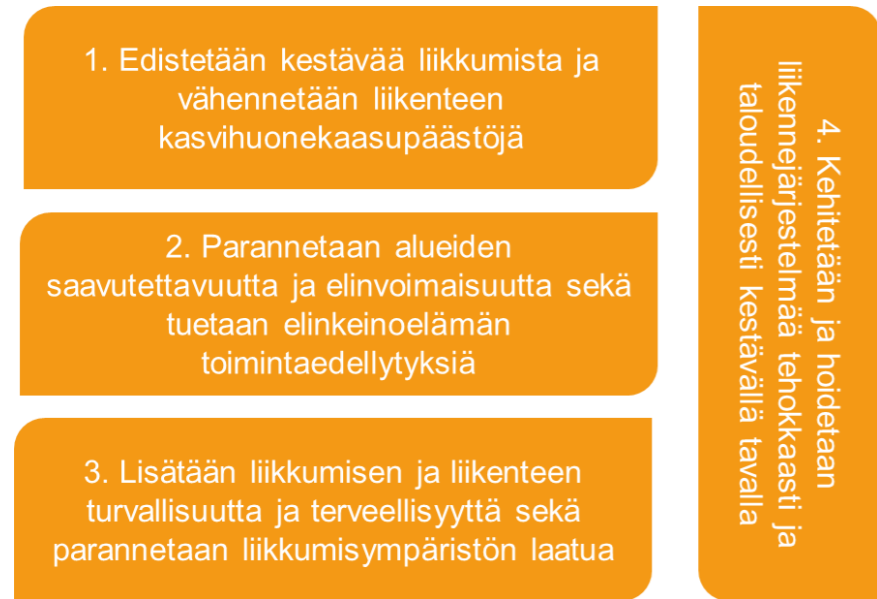 1. Edistetään kestävää liikkumista ja
vähennetään liikenteen
kasvihuonekaasupäästöjä
2. Parannetaan alueiden
saavutettavuutta ja elinvoimaisuutta sekä
tuetaan elinkeinoelämän
toimintaedellytyksiä
3. Lisätään liikkumisen ja liikenteen
turvallisuutta ja terveellisyyttä sekä
parannetaan liikkumisympäristön laatua
4. Kehitetään ja hoidetaan
liikennejärjestelmää tehokkaasti ja
taloudellisesti kestävällä tavalla